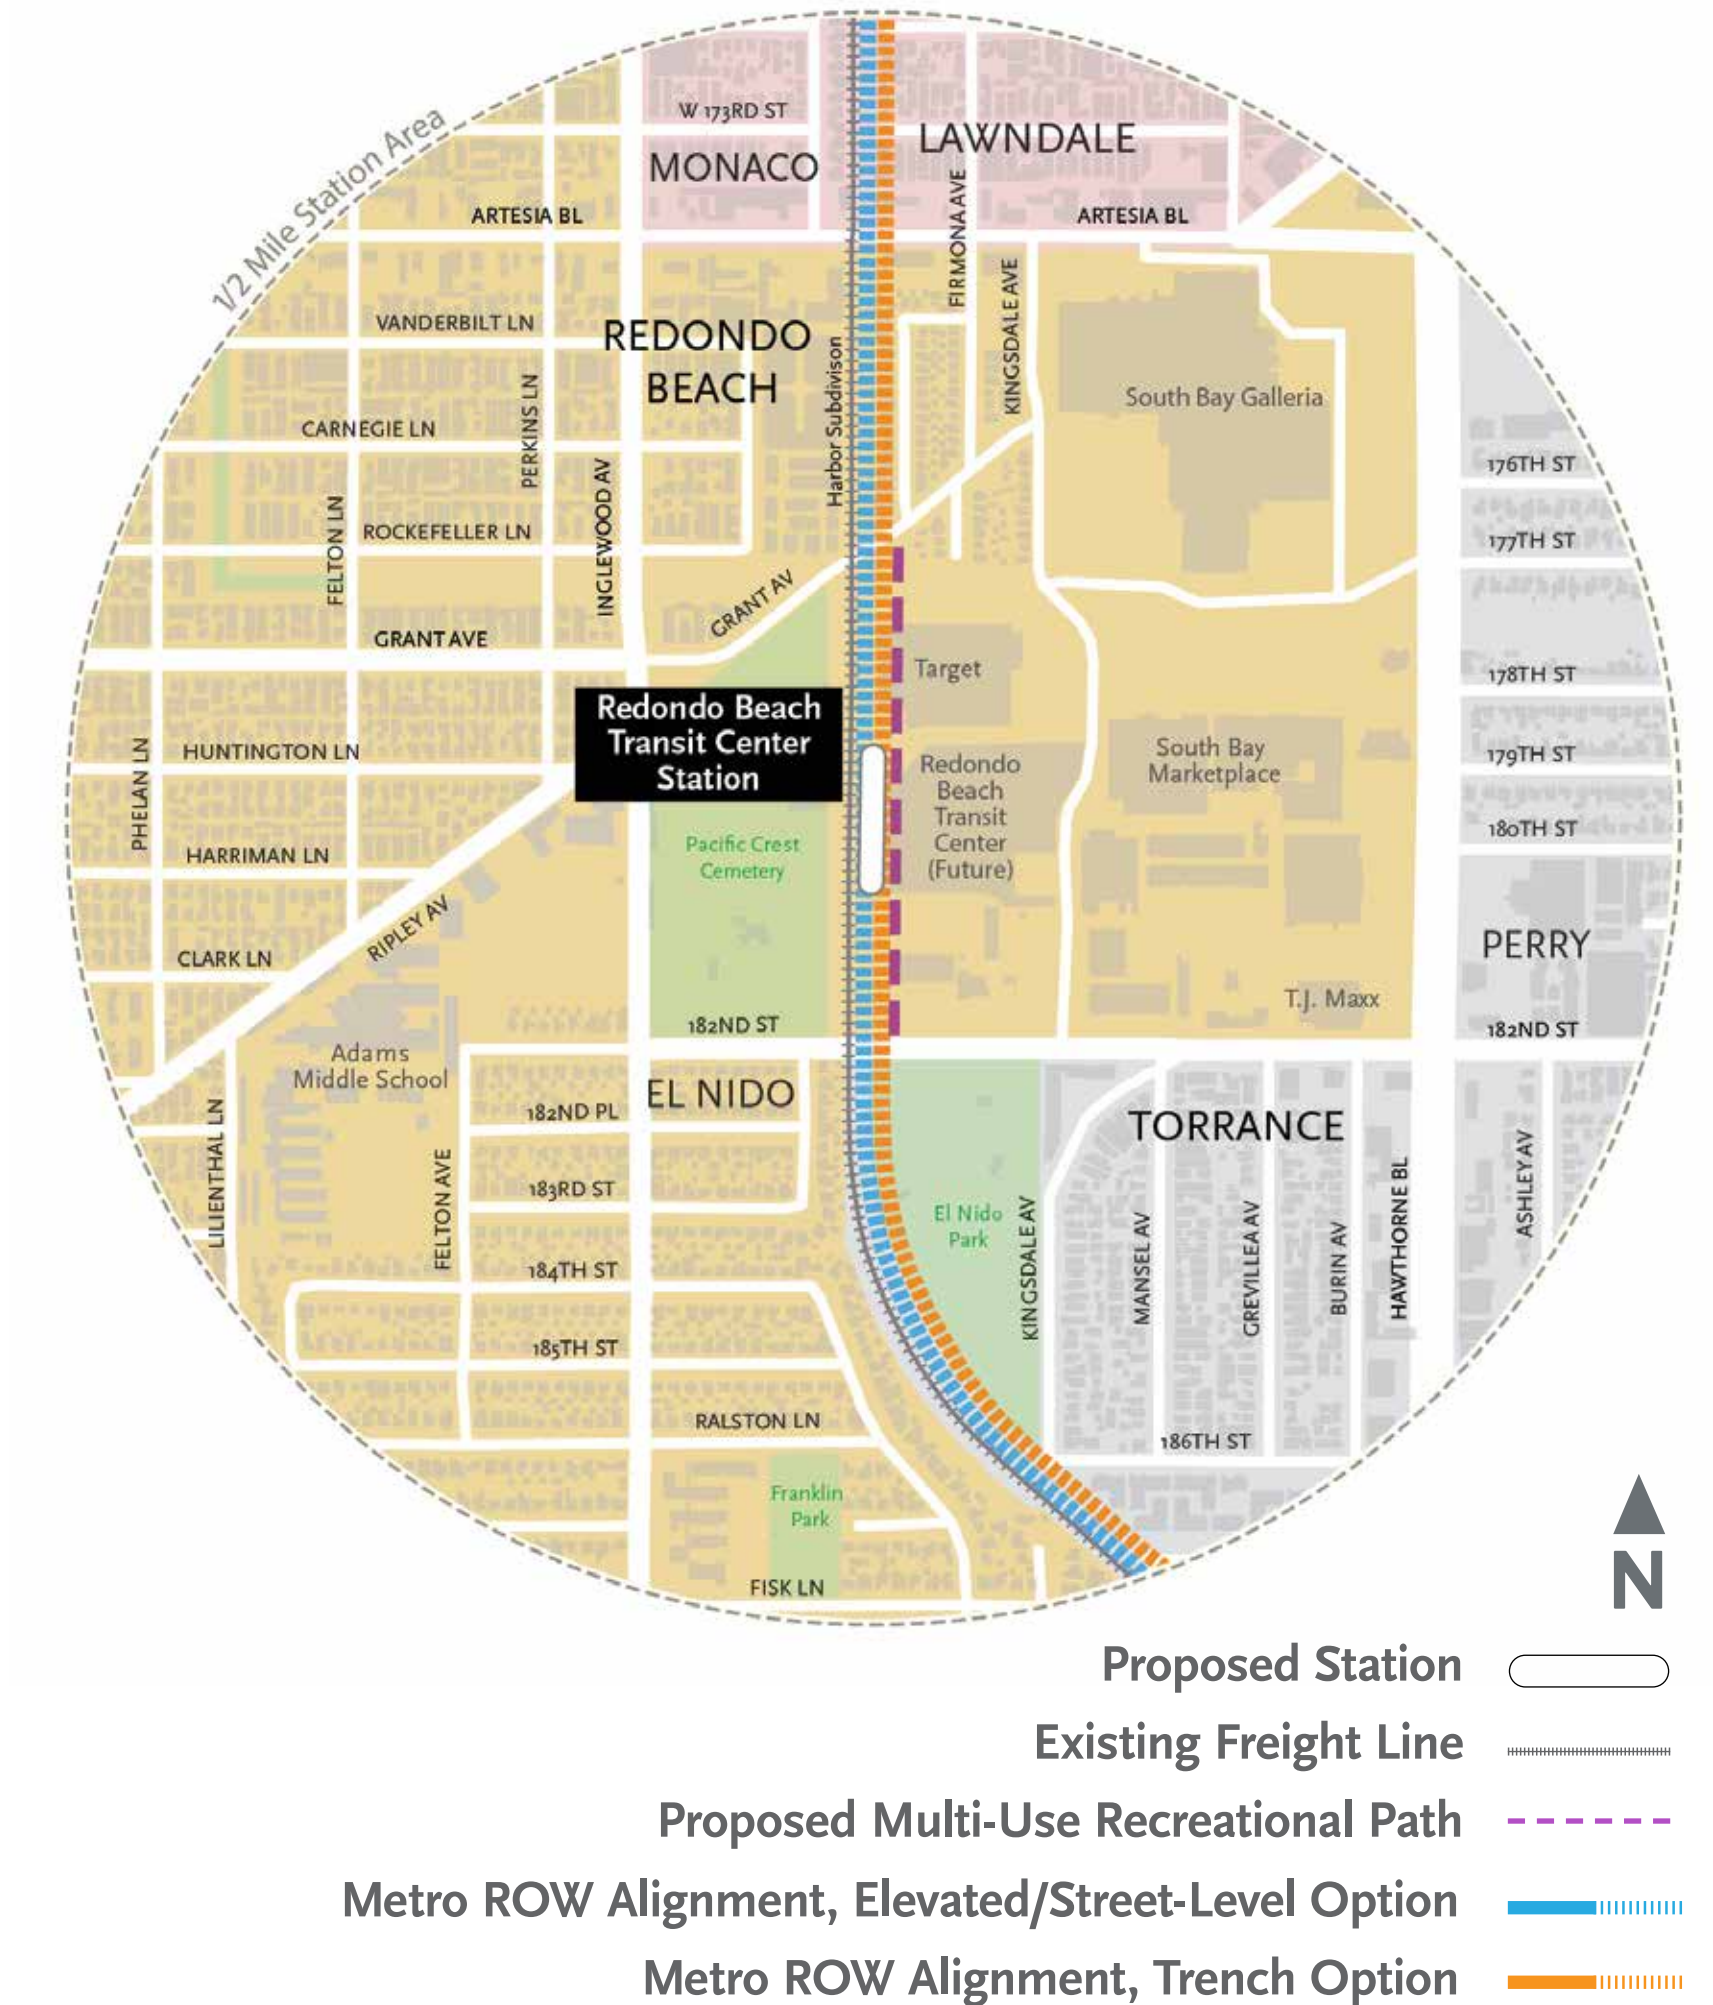 1/2 Mile Station Area
W 173RD ST
MONACO
LAWNDALE
ARTESIA BL
FIRMONA AVE
ARTESIA BL
VANDERBILT LN
REDONDO
BEACH
Harbor Subdivison
KINGSDALE AVE
South Bay Galleria
CARNEGIE LN
PERKINS LN
176TH ST
FELTON LN
ROCKEFELLER LN
INGLEWOOD AV
177TH ST
GRANT AV
GRANT AVE
Target
178TH ST
Redondo Beach
Transit Center
Station
PHELAN LN
HUNTINGTON LN
Redondo
Beach
Transit
Center
(Future)
South Bay
Marketplace
179TH ST
180TH ST
HARRIMAN LN
Pacific Crest
Cemetery
RIPLEY AV
CLARK LN
PERRY
T.J. Maxx
182ND ST
182ND ST
Adams
Middle School
EL NIDO
182ND PL
TORRANCE
LILIENTHAL LN
FELTON AVE
183RD ST
El Nido
Park
KINGSDALE AV
MANSEL AV
GREVILLEA AV
BURIN AV
HAWTHORNE BL
ASHLEY AV
184TH ST
185TH ST
RALSTON LN
186TH ST
Franklin
Park
FISK LN
N
Proposed Station
Existing Freight Line
Proposed Multi-Use Recreational Path
Metro ROW Alignment, Elevated/Street-Level Option
Metro ROW Alignment, Trench Option